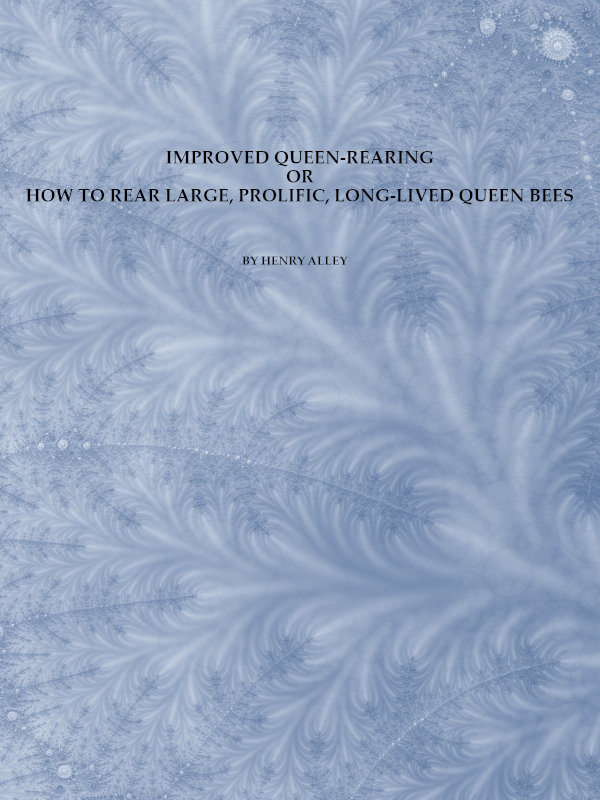 IMPROVED QUEEN-REARING
OR
HOW TO REAR LARGE, PROLIFIC, LONG-LIVED QUEEN BEES
BY HENRY ALLEY